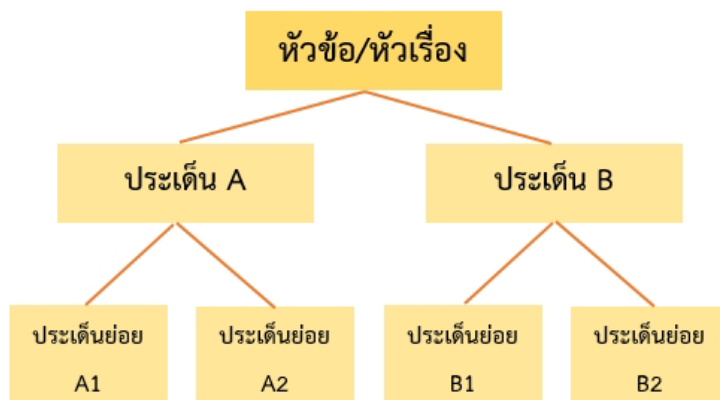 หัวข้อ/หัวเรื่อง
ประเด็น A
ประเด็น B
ประเด็นย่อย
A1
ประเด็นย่อย
A2
ประเด็นย่อย
B1
ประเด็นย่อย
B2